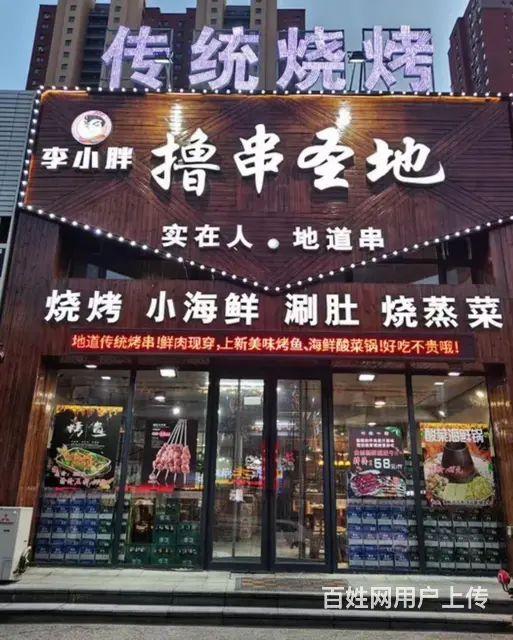 传统烧烤
李小胖 撸串圣地
实在人.地道串
烧烤 小海鲜 涮肚 烧蒸菜
地道传统烤串!鲜肉现穿,上新美味烤鱼、海鲜酸菜锅!好吃不贵哦!
烤鱼
酸菜海鲜锅
68
百姓网用户上传